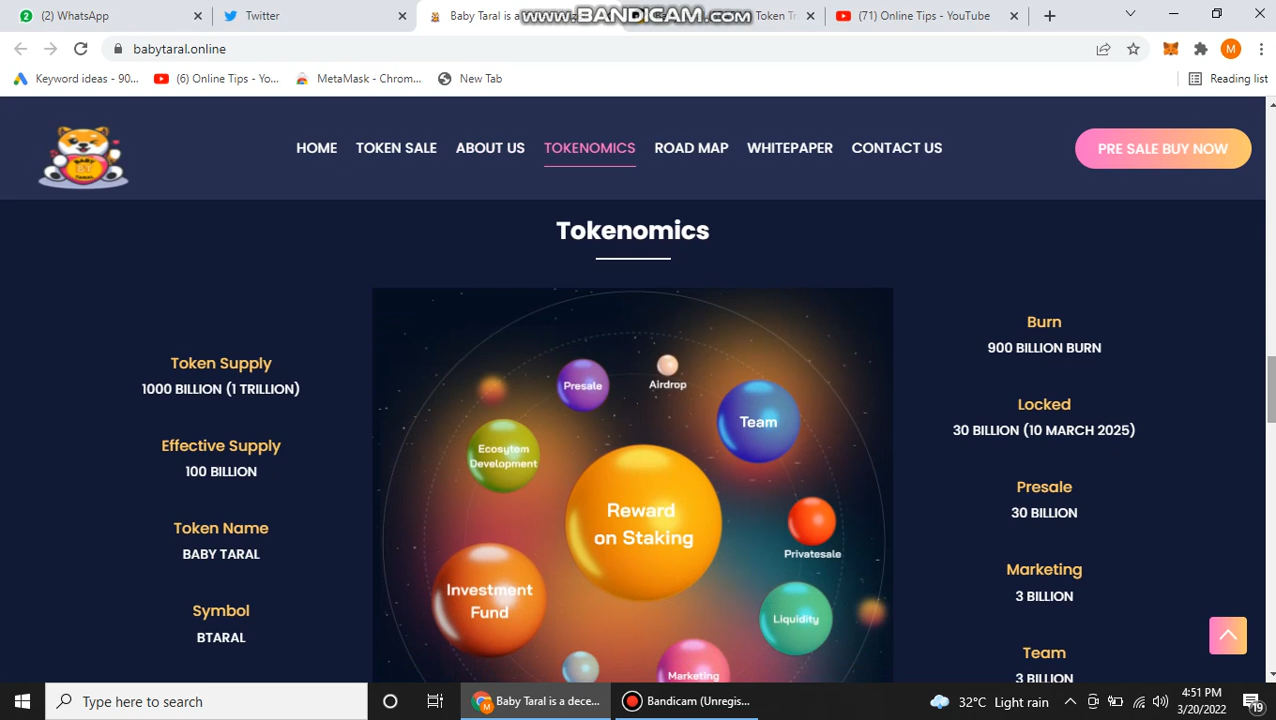 (2) WhatsApp
Twitter
Baby Taral is a
www.BANDICAM.com
Token Tr
(71) Online Tips - YouTube
babytaral.online
M
Keyword ideas - 90...
(6) Online Tips - Yo...
MetaMask - Chrom...
New Tab
Reading list
HOME
TOKEN SALE
ABOUT US
TOKENOMICS
ROAD MAP
WHITEPAPER
CONTACT US
PRE SALE BUY NOW
Tokenomics
Token Supply
1000 BILLION (1 TRILLION)
Effective Supply
100 BILLION
Token Name
BABY TARAL
Symbol
BTARAL
Presale
Airdrop
Team
Ecosytem
Development
Reward
on Staking
Privatesale
Investment
Fund
Liquidity
Marketing
Burn
900 BILLION BURN
Locked
30 BILLION (10 MARCH 2025)
Presale
30 BILLION
Marketing
3 BILLION
Team
3 BILLION
Type here to search
Baby Taral is a dece...
Bandicam (Unregis...
32°C Light rain
4:51 PM
3/20/2022
19